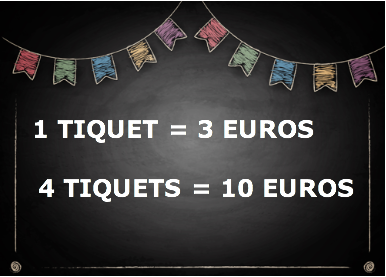 1 TIQUET = 3 EUROS
4 TIQUETS = 10 EUROS